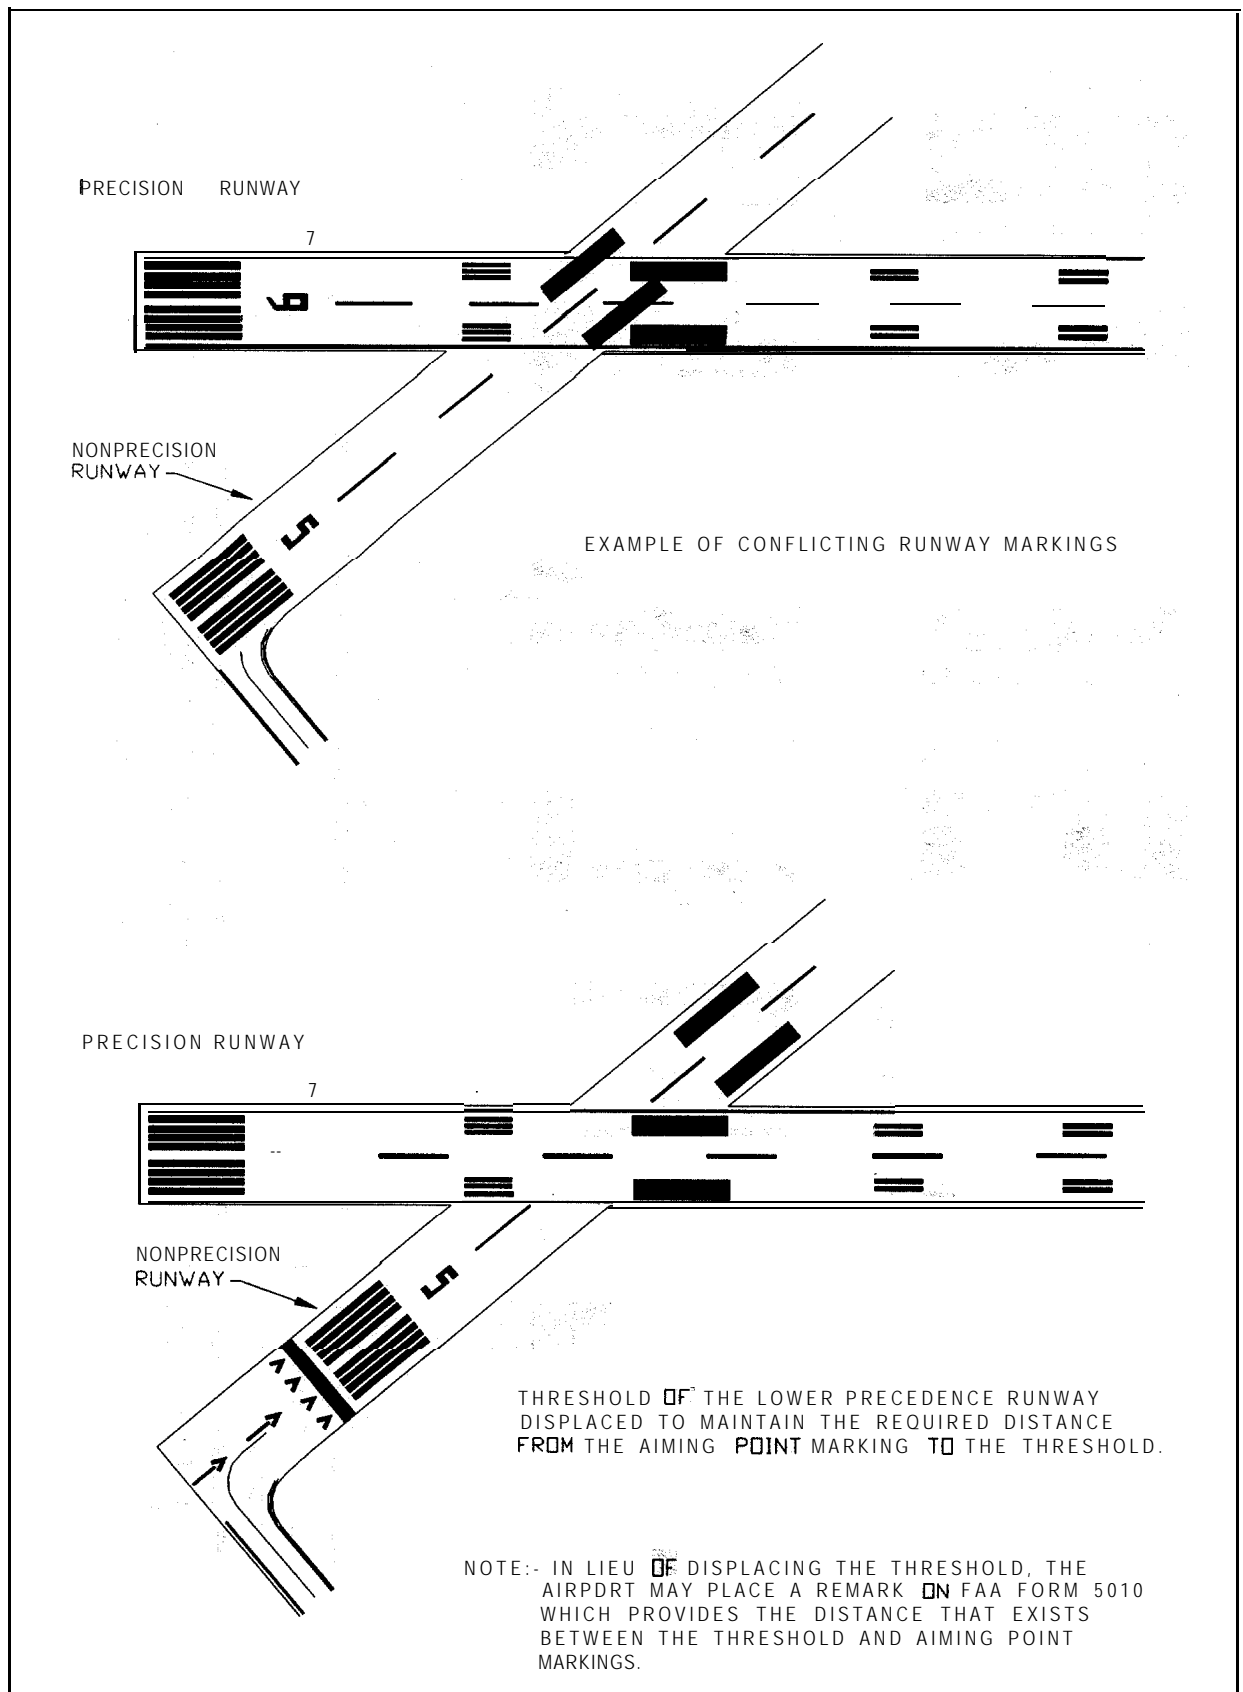 PRECISION RUNWAY
7
9
NONPRECISION
RUNWAY
5
EXAMPLE OF CONFLICTING RUNWAY MARKINGS
PRECISION RUNWAY
7
--
NONPRECISION
RUNWAY
5
THRESHOLD OF THE LOWER PRECEDENCE RUNWAY
DISPLACED TO MAINTAIN THE REQUIRED DISTANCE
FROM THE AIMING POINT MARKING TO THE THRESHOLD.
NOTE:- IN LIEU OF DISPLACING THE THRESHOLD, THE
AIRPDRT MAY PLACE A REMARK ON FAA FORM 5010
WHICH PROVIDES THE DISTANCE THAT EXISTS
BETWEEN THE THRESHOLD AND AIMING POINT
MARKINGS.